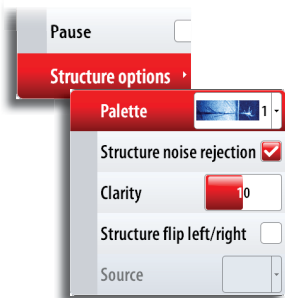 Pause
Structure options
Palette 1
Structure noise rejection
Clarity 10
Structure flip left/right
Source